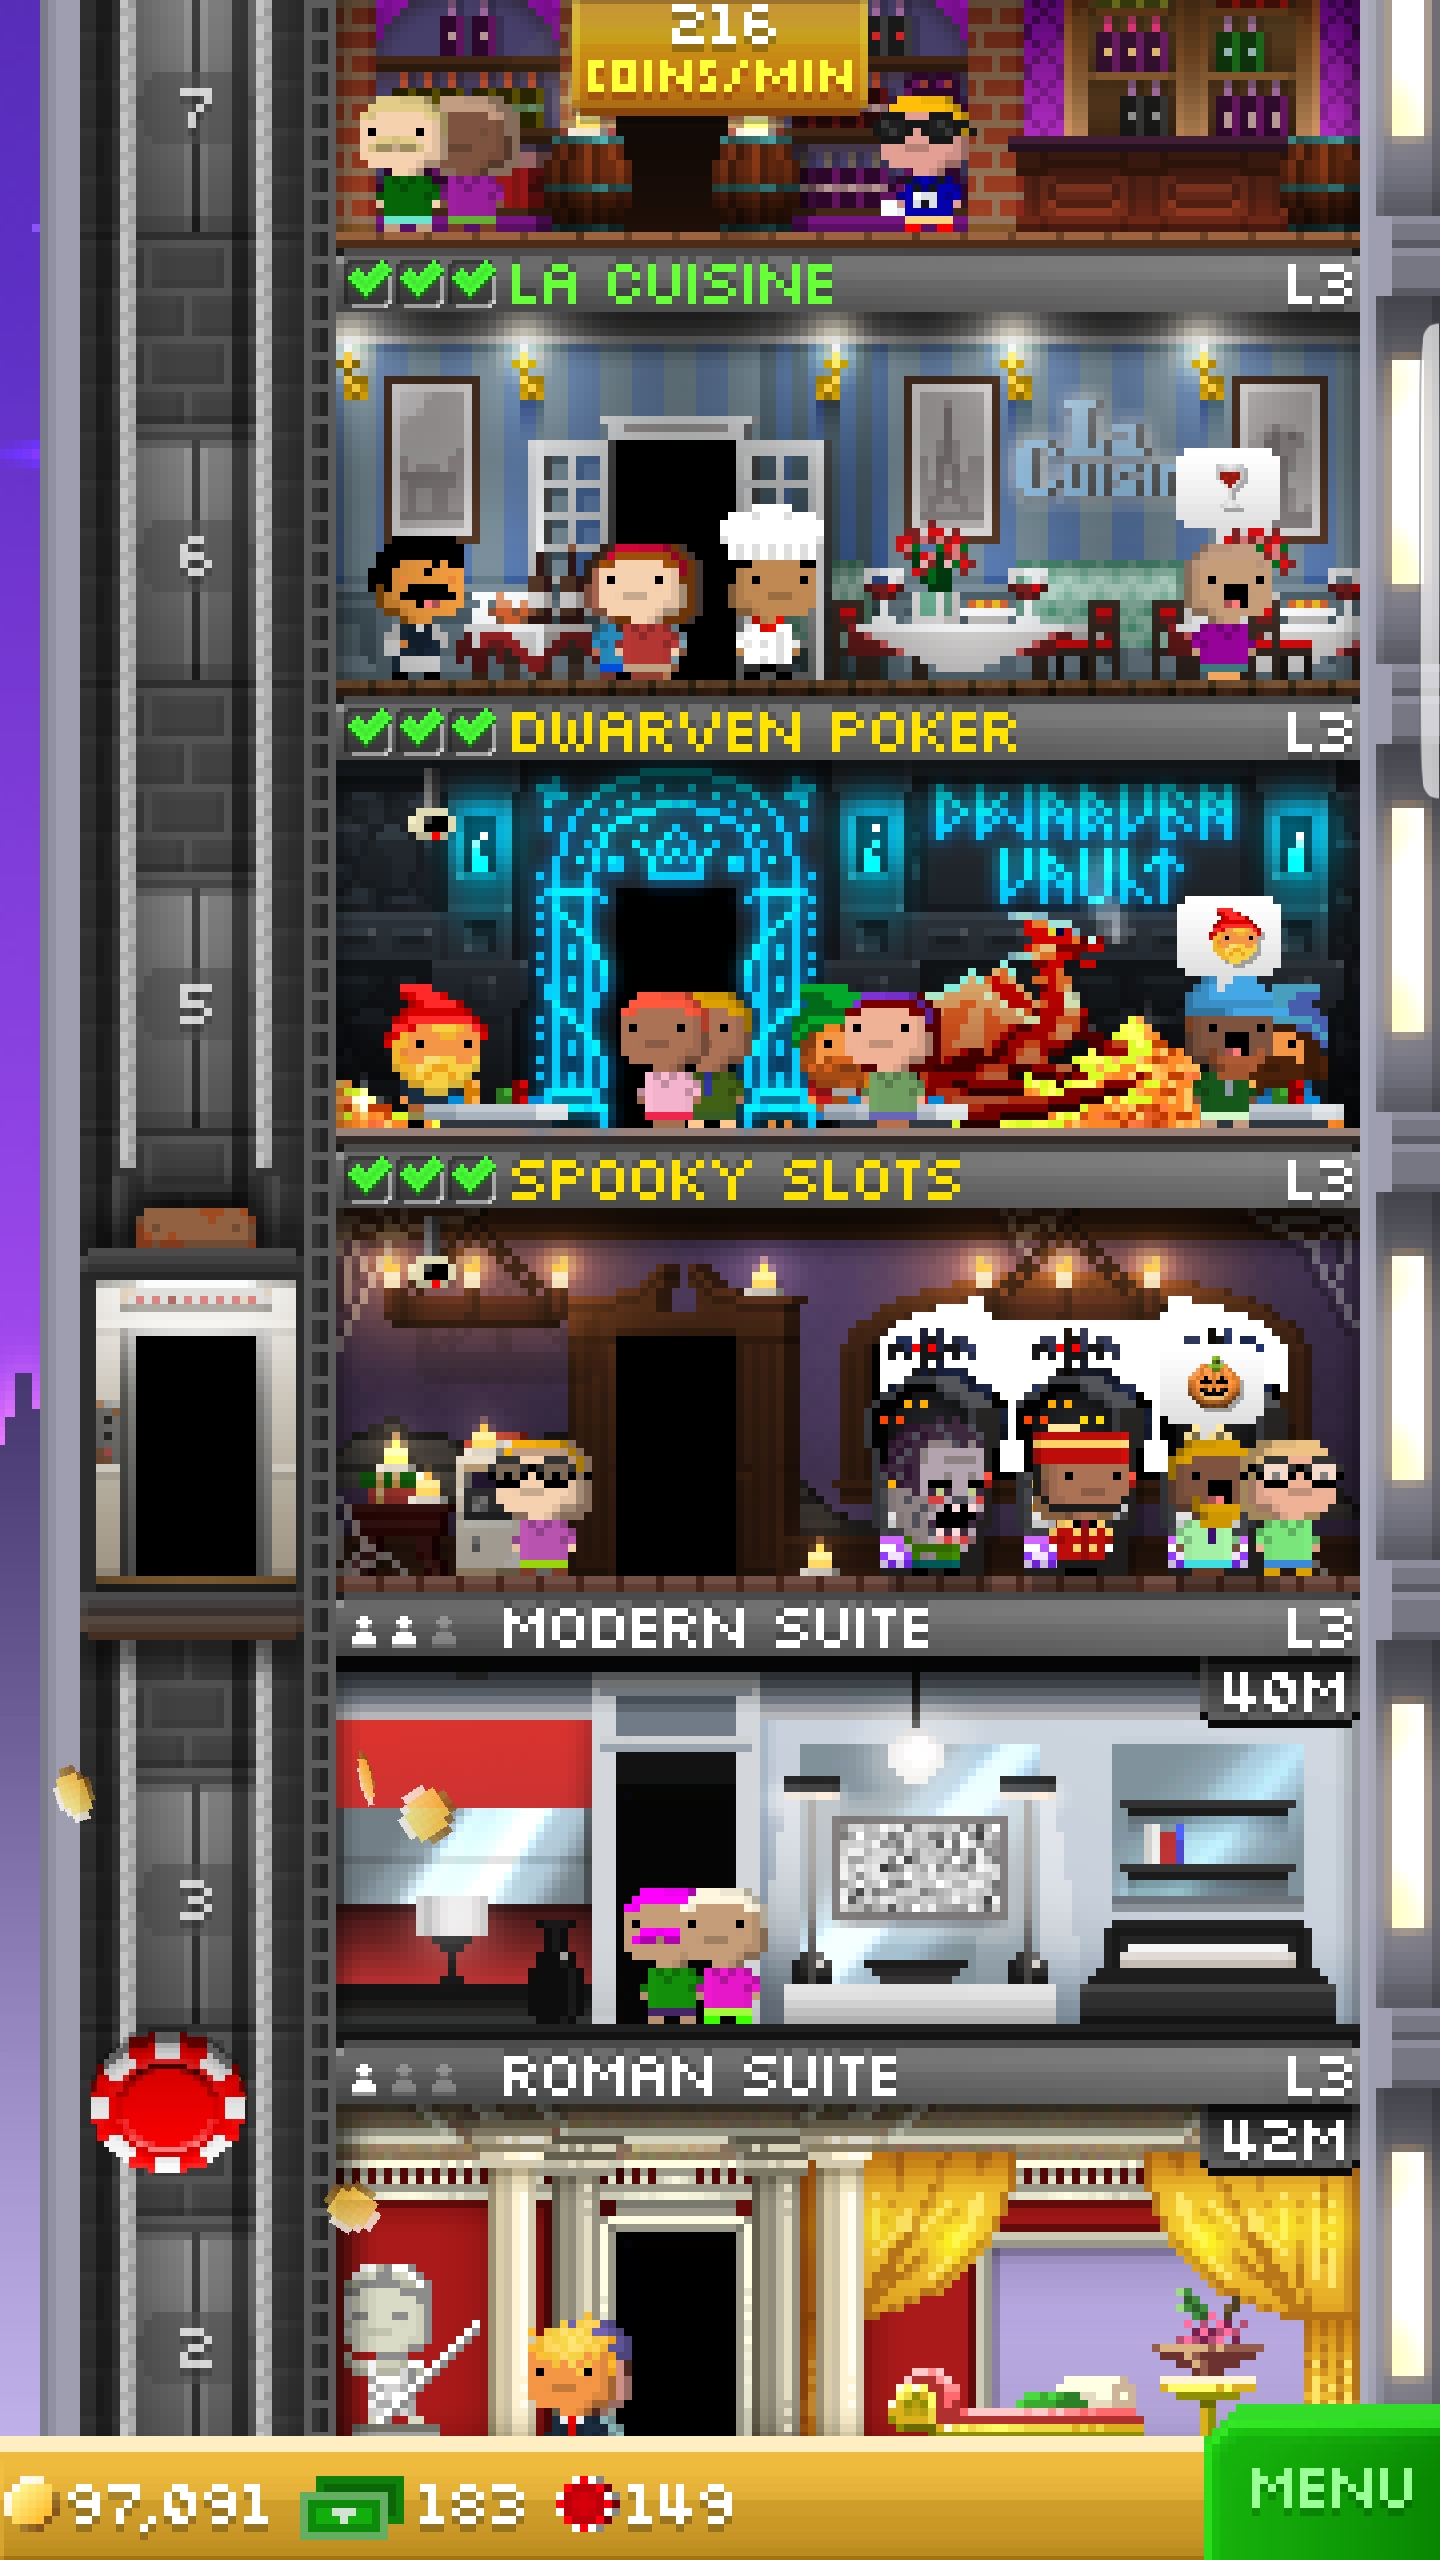 216
COINS/MIN
7
LA CUISINE L3
La
Cuisin
6
DWARVEN POKER L3
DWARVEN
VAULT
5
SPOOKY SLOTS L3
MODERN SUITE L3
40M
3
ROMAN SUITE L3
42M
2
97,091 183 149
MENU